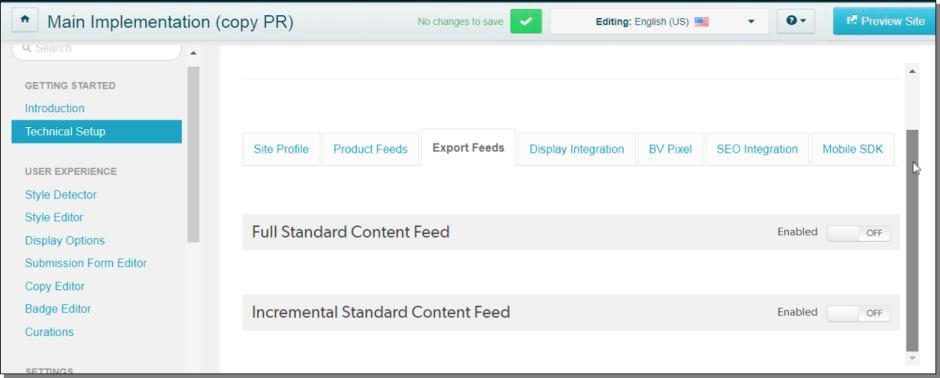 Main Implementation (copy PR)
No changes to save
Editing: English (US)
?
Preview Site
Search
GETTING STARTED
Introduction
Technical Setup
USER EXPERIENCE
Style Detector
Style Editor
Display Options
Submission Form Editor
Copy Editor
Badge Editor
Curations
SETTINGS
Site Profile
Product Feeds
Export Feeds
Display Integration
BV Pixel
SEO Integration
Mobile SDK
Full Standard Content Feed
Enabled
OFF
Incremental Standard Content Feed
Enabled
OFF